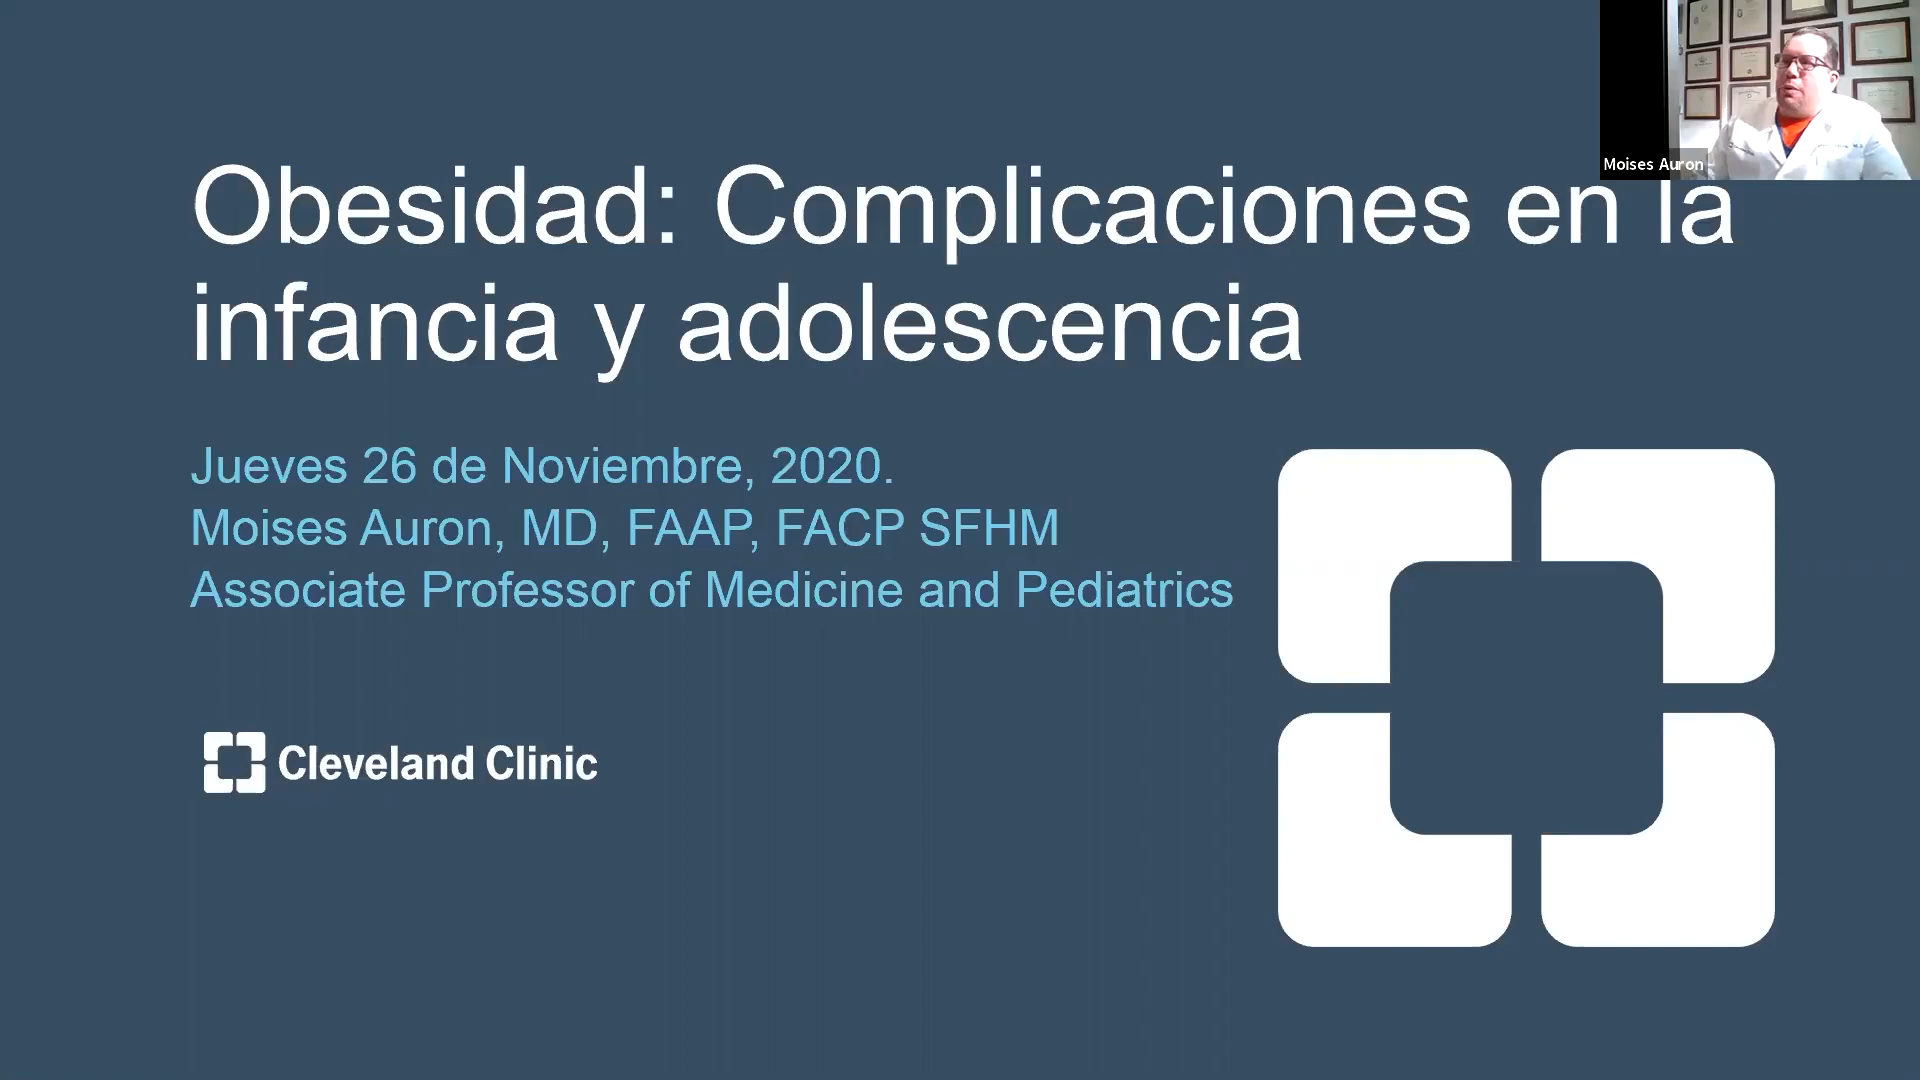 Moises Auron
Obesidad: Complicaciones en la
infancia y adolescencia
Jueves 26 de Noviembre, 2020.
Moises Auron, MD, FAAP, FACP SFHM
Associate Professor of Medicine and Pediatrics
Cleveland Clinic